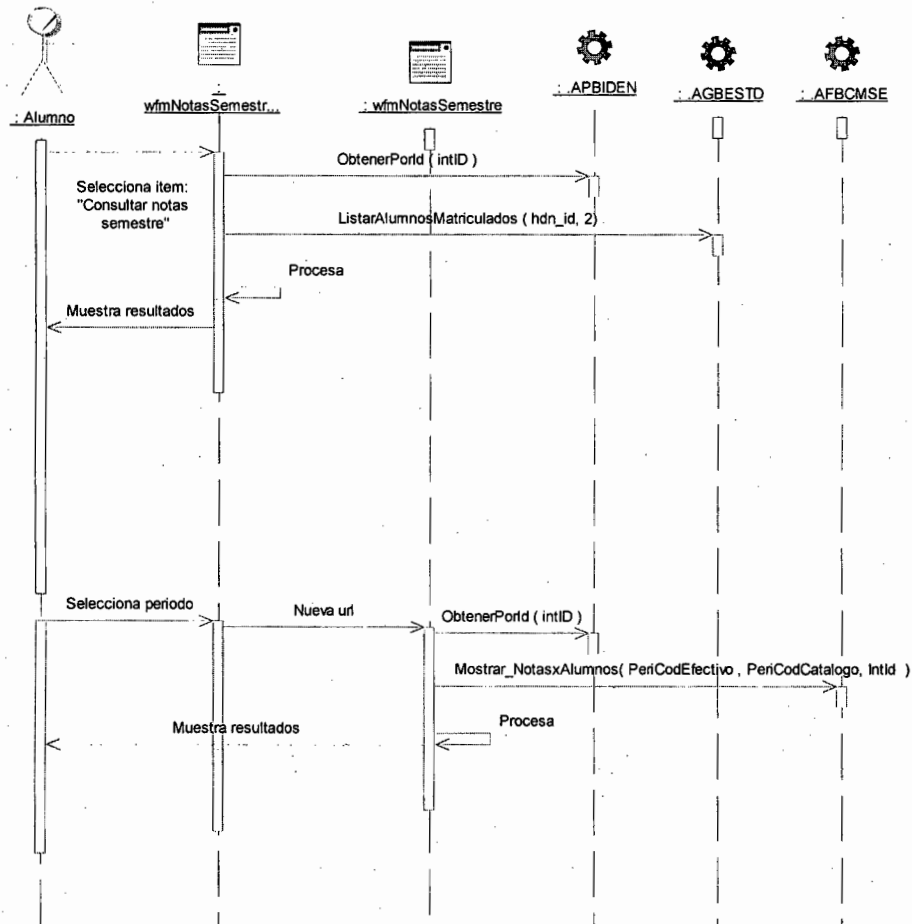 : Alumno
:
wfmNotasSemestr...
: wfmNotasSemestre
: .APBIDEN
: .AGBESTD
: .AFBCMSE
Selecciona item:
"Consultar notas
semestre"
ObtenerPorId ( intID )
ListarAlumnosMatriculados ( hdn_id, 2)
Procesa
Muestra resultados
Selecciona periodo
Nueva url
ObtenerPorId ( intID )
Mostrar_NotasxAlumnos( PeriCodEfectivo , PeriCodCatalogo, IntId )
Procesa
Muestra resultados